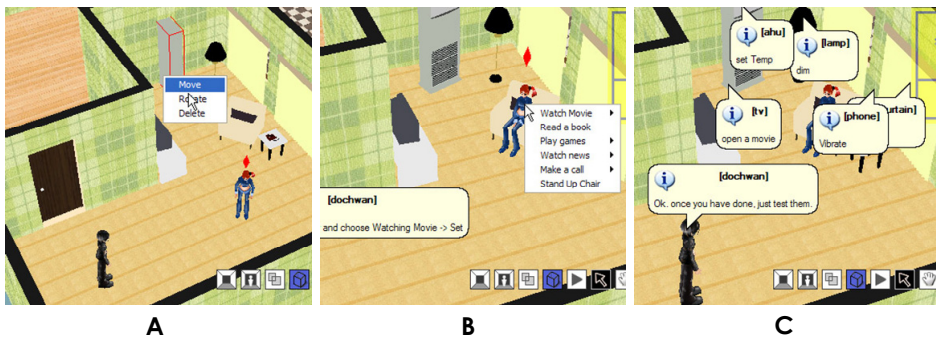 Move
Rotate
Delete
Watch Movie
Read a book
Play games
Watch news
Make a call
Stand Up Chair
[dochwan]
and choose Watching Movie -> Set
[ahu]
set Temp
[lamp]
dim
[tv]
open a movie
urtain]
[phone]
Vibrate
[dochwan]
Ok. once you have done, just test them.
A
B
C